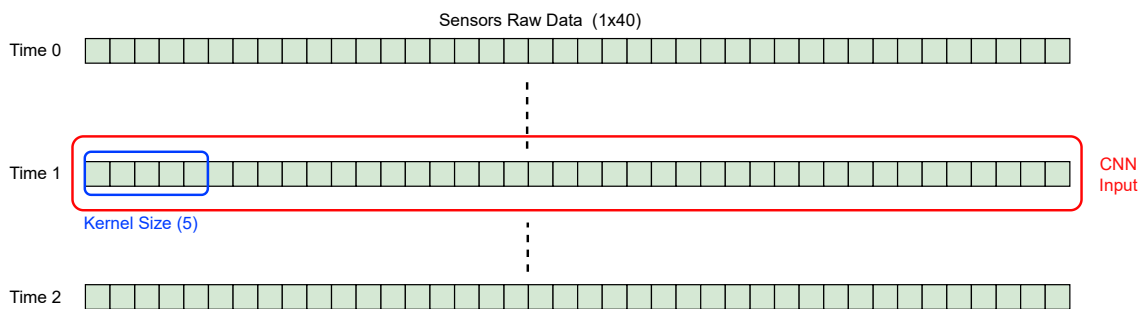 Sensors Raw Data (1x40)
Time 0
Time 1
CNN
Input
Kernel Size (5)
Time 2